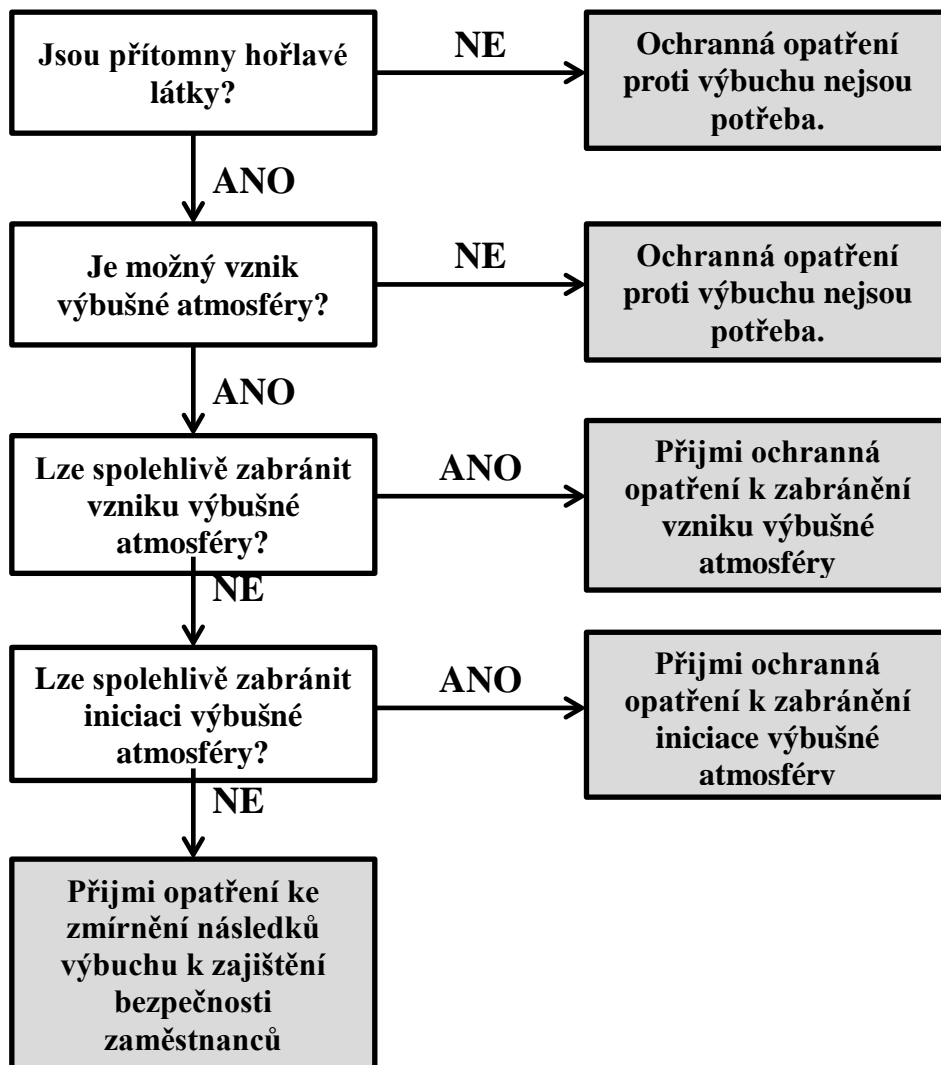 Jsou přítomny hořlavé
látky?
NE
Ochranná opatření
proti výbuchu nejsou
potřeba.
ANO
Je možný vznik
výbušné atmosféry?
NE
Ochranná opatření
proti výbuchu nejsou
potřeba.
ANO
Lze spolehlivě zabránit
vzniku výbušné
atmosféry?
ANO
Přijmi ochranná
opatření k zabránění
vzniku výbušné
atmosféry
NE
Lze spolehlivě zabránit
iniciaci výbušné
atmosféry?
ANO
Přijmi ochranná
opatření k zabránění
iniciace výbušné
atmosféry
NE
Přijmi opatření ke
zmírnění následků
výbuchu k zajištění
bezpečnosti
zaměstnanců